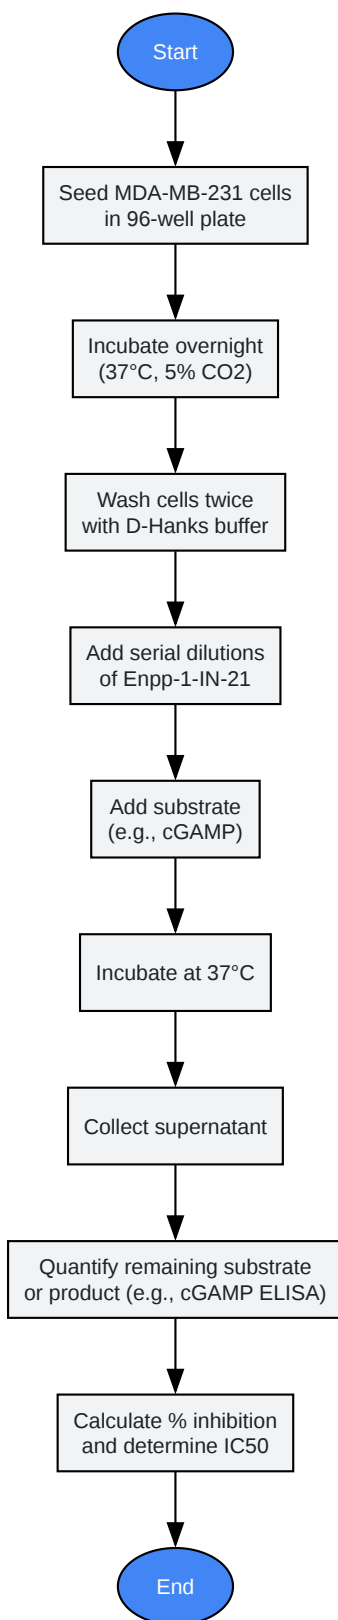 Start
Seed MDA-MB-231 cells
in 96-well plate
Incubate overnight
(37°C, 5% CO2)
Wash cells twice
with D-Hanks buffer
Add serial dilutions
of Enpp-1-IN-21
Add substrate
(e.g., cGAMP)
Incubate at 37°C
Collect supernatant
Quantify remaining substrate
or product (e.g., cGAMP ELISA)
Calculate % inhibition
and determine IC50
End